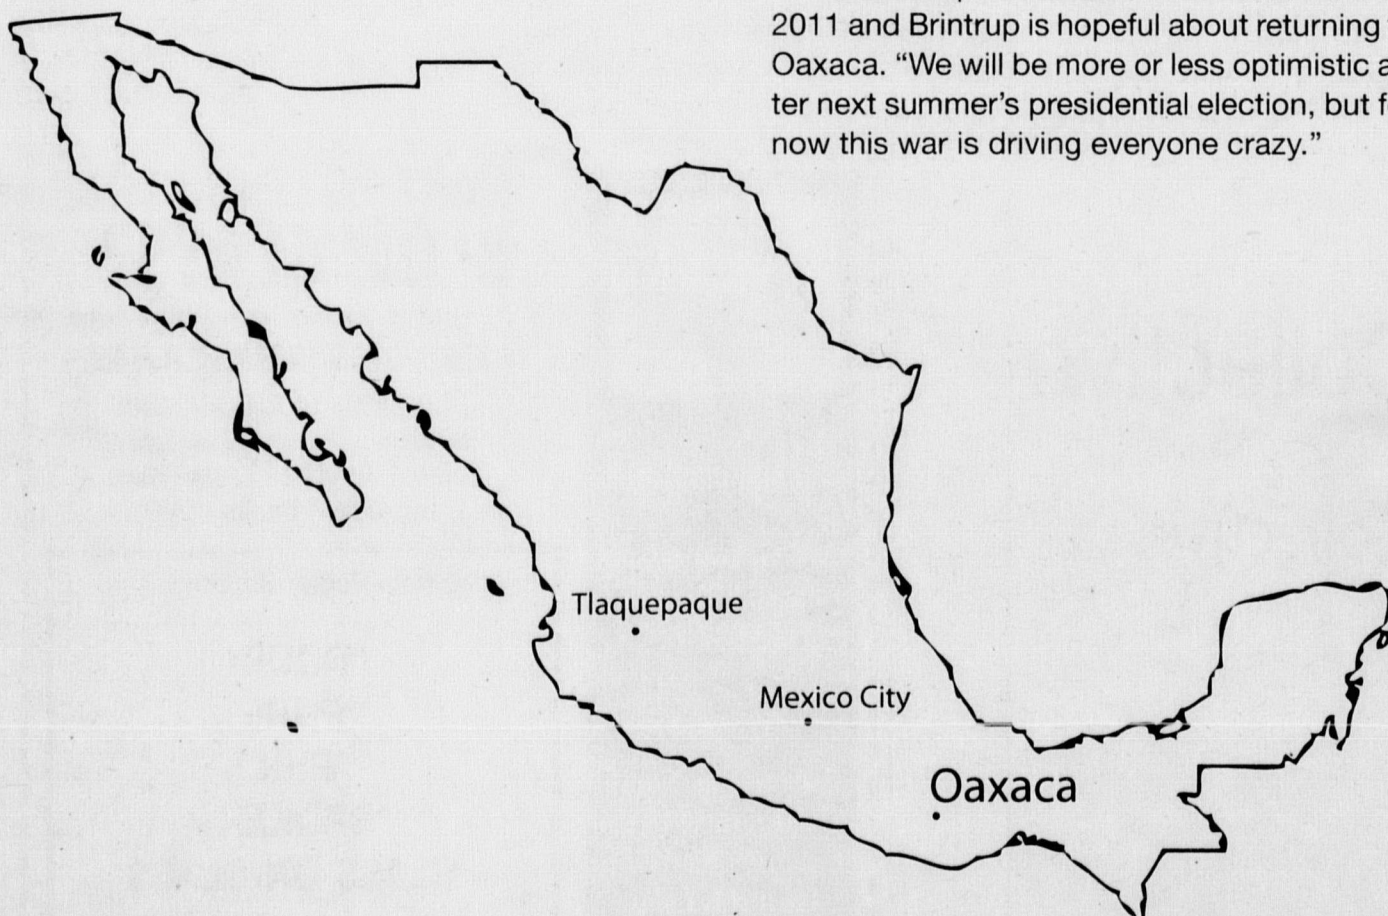 2011 and Brintrup is hopeful about returning
Oaxaca. “We will be more or less optimistic a
ter next summer’s presidential election, but f
now this war is driving everyone crazy.”
Tlaquepaque
Mexico City
Oaxaca